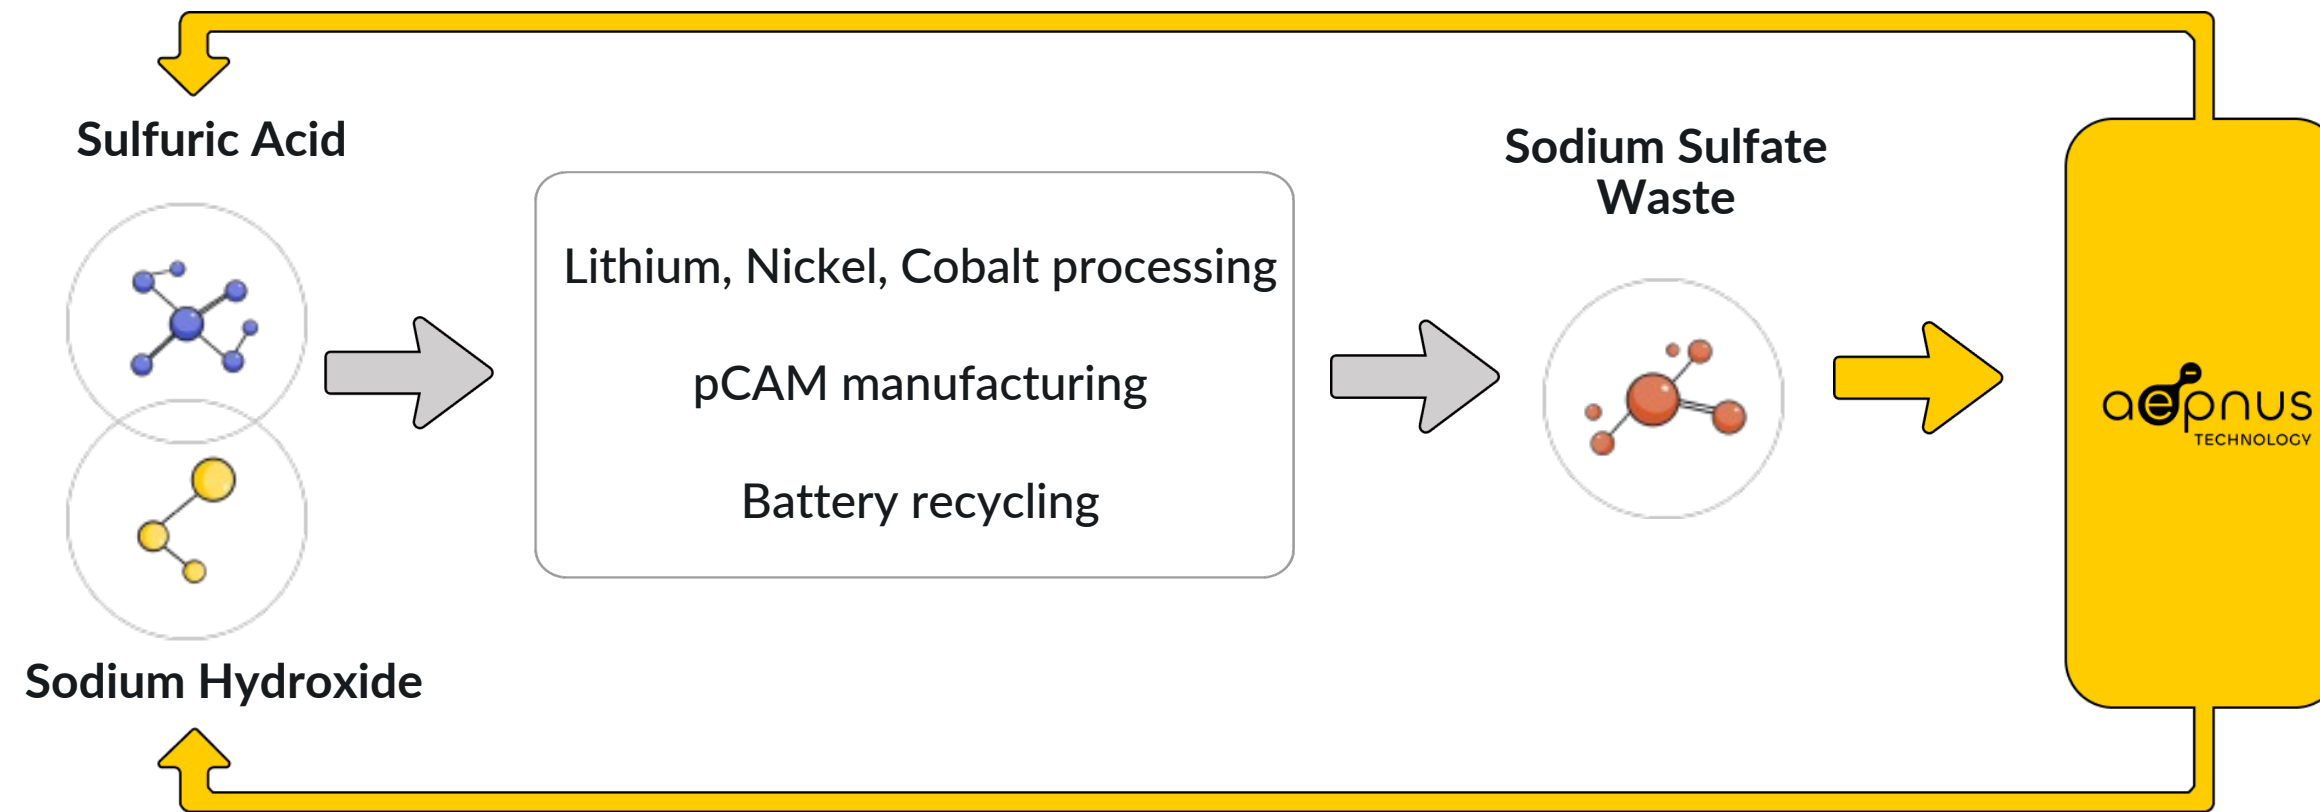 Sulfuric Acid
Sodium Hydroxide
Lithium, Nickel, Cobalt processing
pCAM manufacturing
Battery recycling
Sodium Sulfate
Waste
aepnus
TECHNOLOGY